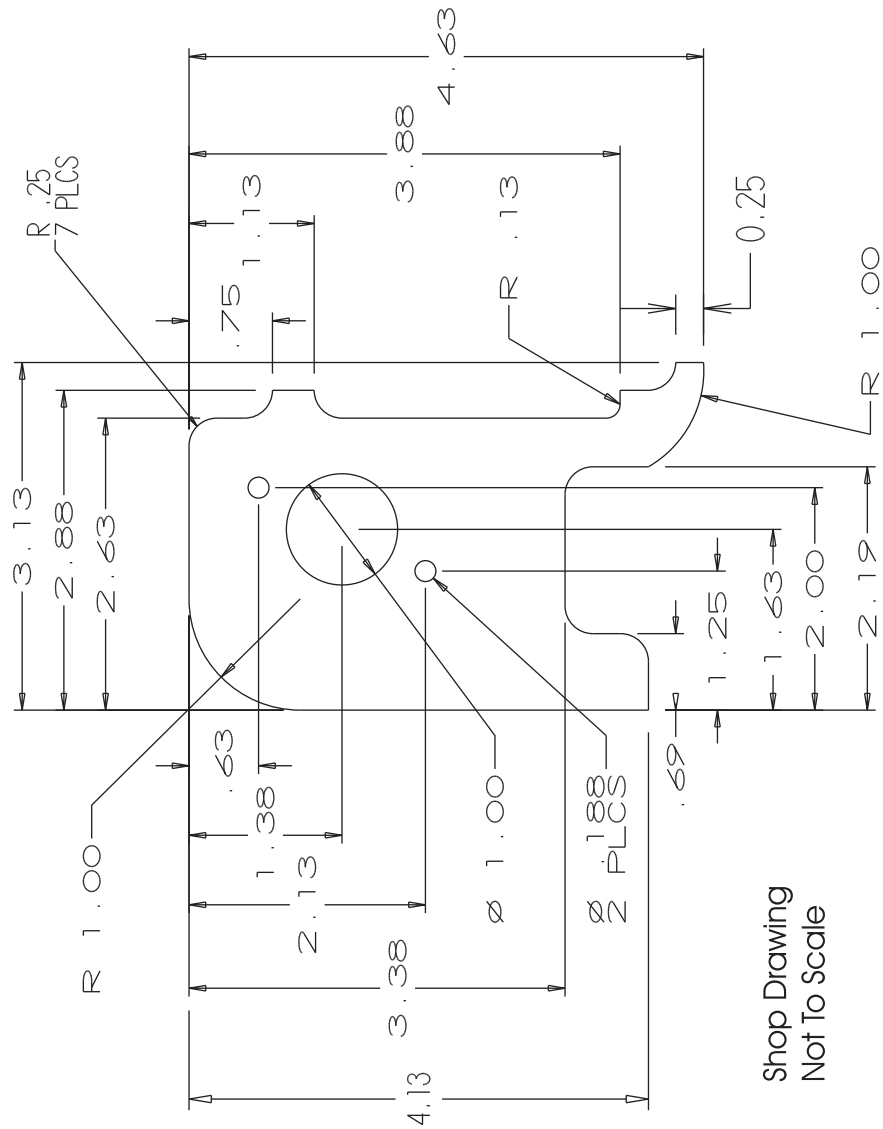 R .25
7 PLCS
4.63
3.88
1.13
.75
R .13
0.25
R 1.00
3.13
2.88
2.63
R 1.00
.63
1.38
2.13
3.38
4.13
Ø 1.00
Ø .188
2 PLCS
.69
1.25
1.63
2.00
2.19
Shop Drawing
Not To Scale